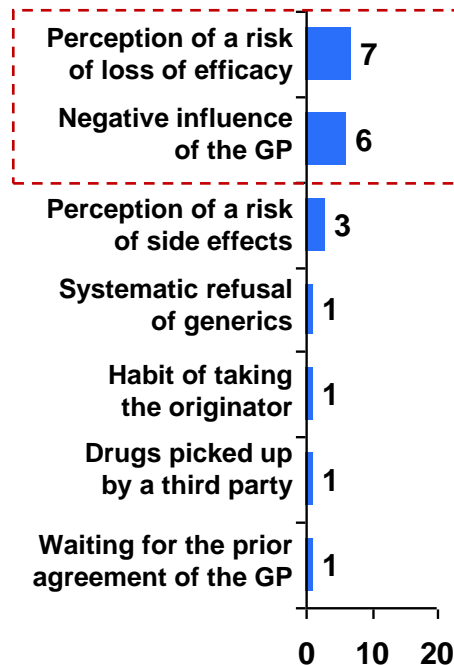 Perception of a risk
of loss of efficacy
7
Negative influence
of the GP
6
Perception of a risk
of side effects
3
Systematic refusal
of generics
1
Habit of taking
the originator
1
Drugs picked up
by a third party
1
Waiting for the prior
agreement of the GP
1
0 10 20